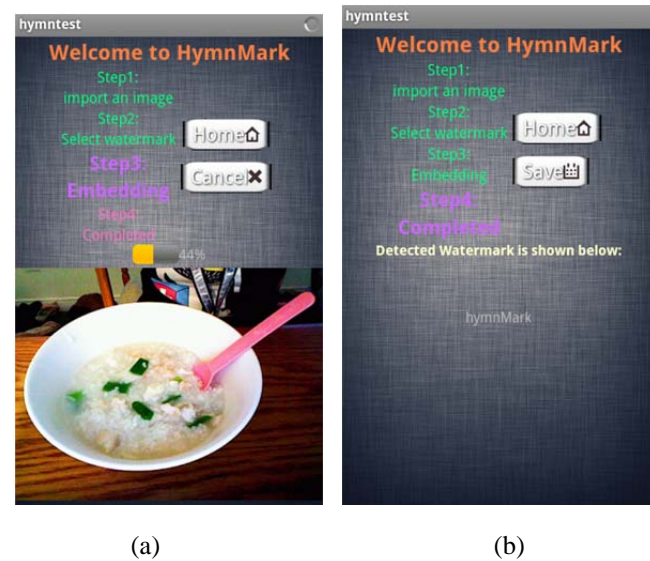 hymntest
Welcome to HymnMark
Step1:
import an image
Step2:
Select watermark
Home
Step3:
Embedding
Cancel
Step4:
Completed
44%
(a)
hymntest
Welcome to HymnMark
Step1:
import an image
Step2:
Select watermark
Home
Step3:
Embedding
Save
Step4:
Completed
Detected Watermark is shown below:
hymnMark
(b)